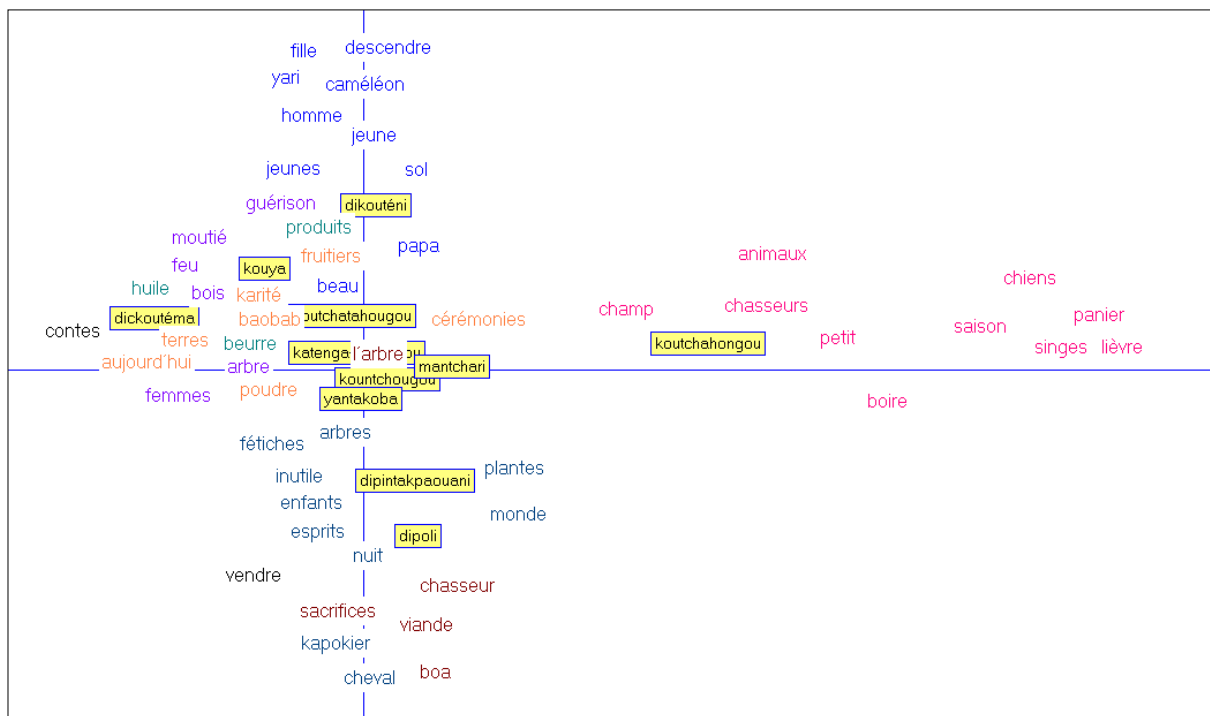 fille
descendre
yari
caméléon
homme
jeune
jeunes
sol
guérison
dikouténi
produits
moutié
papa
fruitiers
animaux
feu
kouya
chiens
huile
bois
karité
beau
champ
chasseurs
dickoutéma
baobab
outchatahougou
cérémonies
panier
contes
saison
petit
terres
beurre
koutchahongou
singes
lièvre
katenga
l'arbre
ou
aujourd'hui
arbre
mantchari
kountchougou
femmes
poudre
yantakoba
boire
arbres
fétiches
inutile
dipintakpaouani
plantes
enfants
monde
esprits
dipoli
nuit
vendre
chasseur
sacrifices
viande
kapokier
cheval
boa